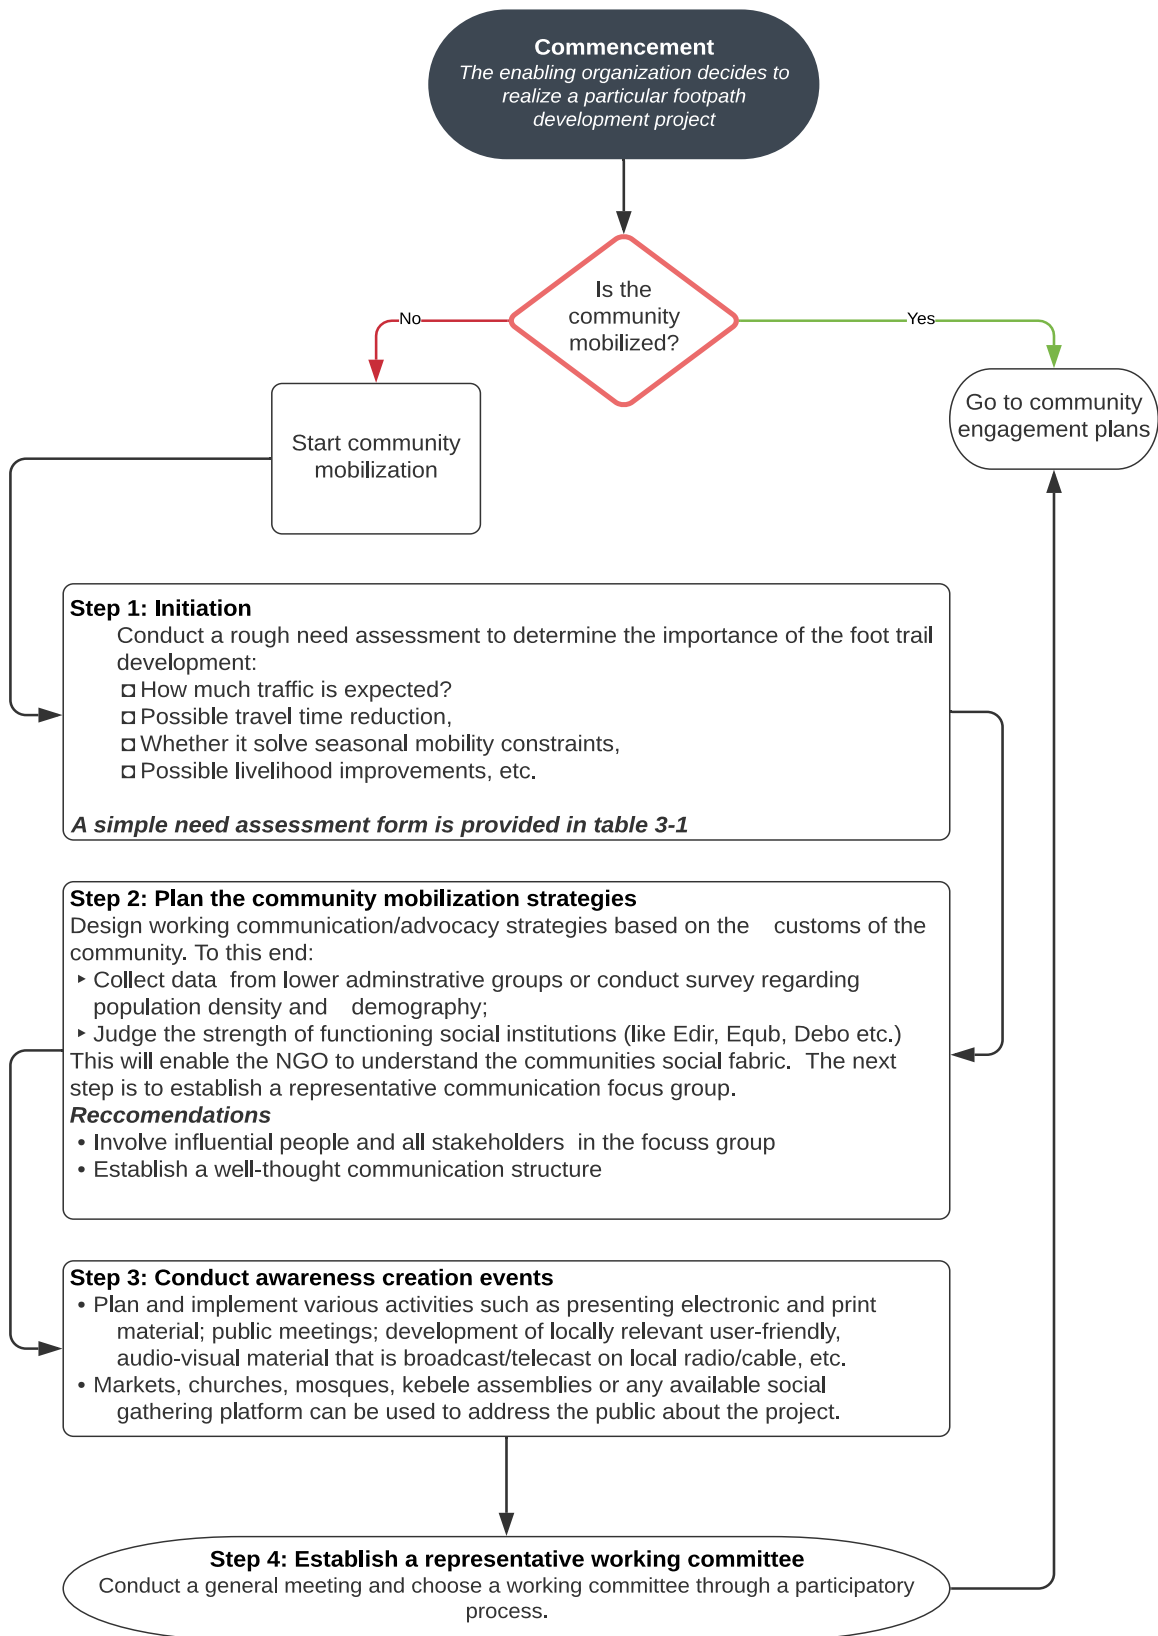 Commencement
The enabling organization decides to
realize a particular footpath
development project
Is the
community
mobilized?
No
Yes
Start community
mobilization
Go to community
engagement plans
Step 1: Initiation
Conduct a rough need assessment to determine the importance of the foot trail
development:
◘ How much traffic is expected?
◘ Possible travel time reduction,
◘ Whether it solve seasonal mobility constraints,
◘ Possible livelihood improvements, etc.
A simple need assessment form is provided in table 3-1
Step 2: Plan the community mobilization strategies
Design working communication/advocacy strategies based on the customs of the
community. To this end:
‣ Collect data from lower adminstrative groups or conduct survey regarding
population density and demography;
‣ Judge the strength of functioning social institutions (like Edir, Equb, Debo etc.)
This will enable the NGO to understand the communities social fabric. The next
step is to establish a representative communication focus group.
Reccomendations
• Involve influential people and all stakeholders in the focuss group
• Establish a well-thought communication structure
Step 3: Conduct awareness creation events
• Plan and implement various activities such as presenting electronic and print
material; public meetings; development of locally relevant user-friendly,
audio-visual material that is broadcast/telecast on local radio/cable, etc.
• Markets, churches, mosques, kebele assemblies or any available social
gathering platform can be used to address the public about the project.
Step 4: Establish a representative working committee
Conduct a general meeting and choose a working committee through a participatory
process.